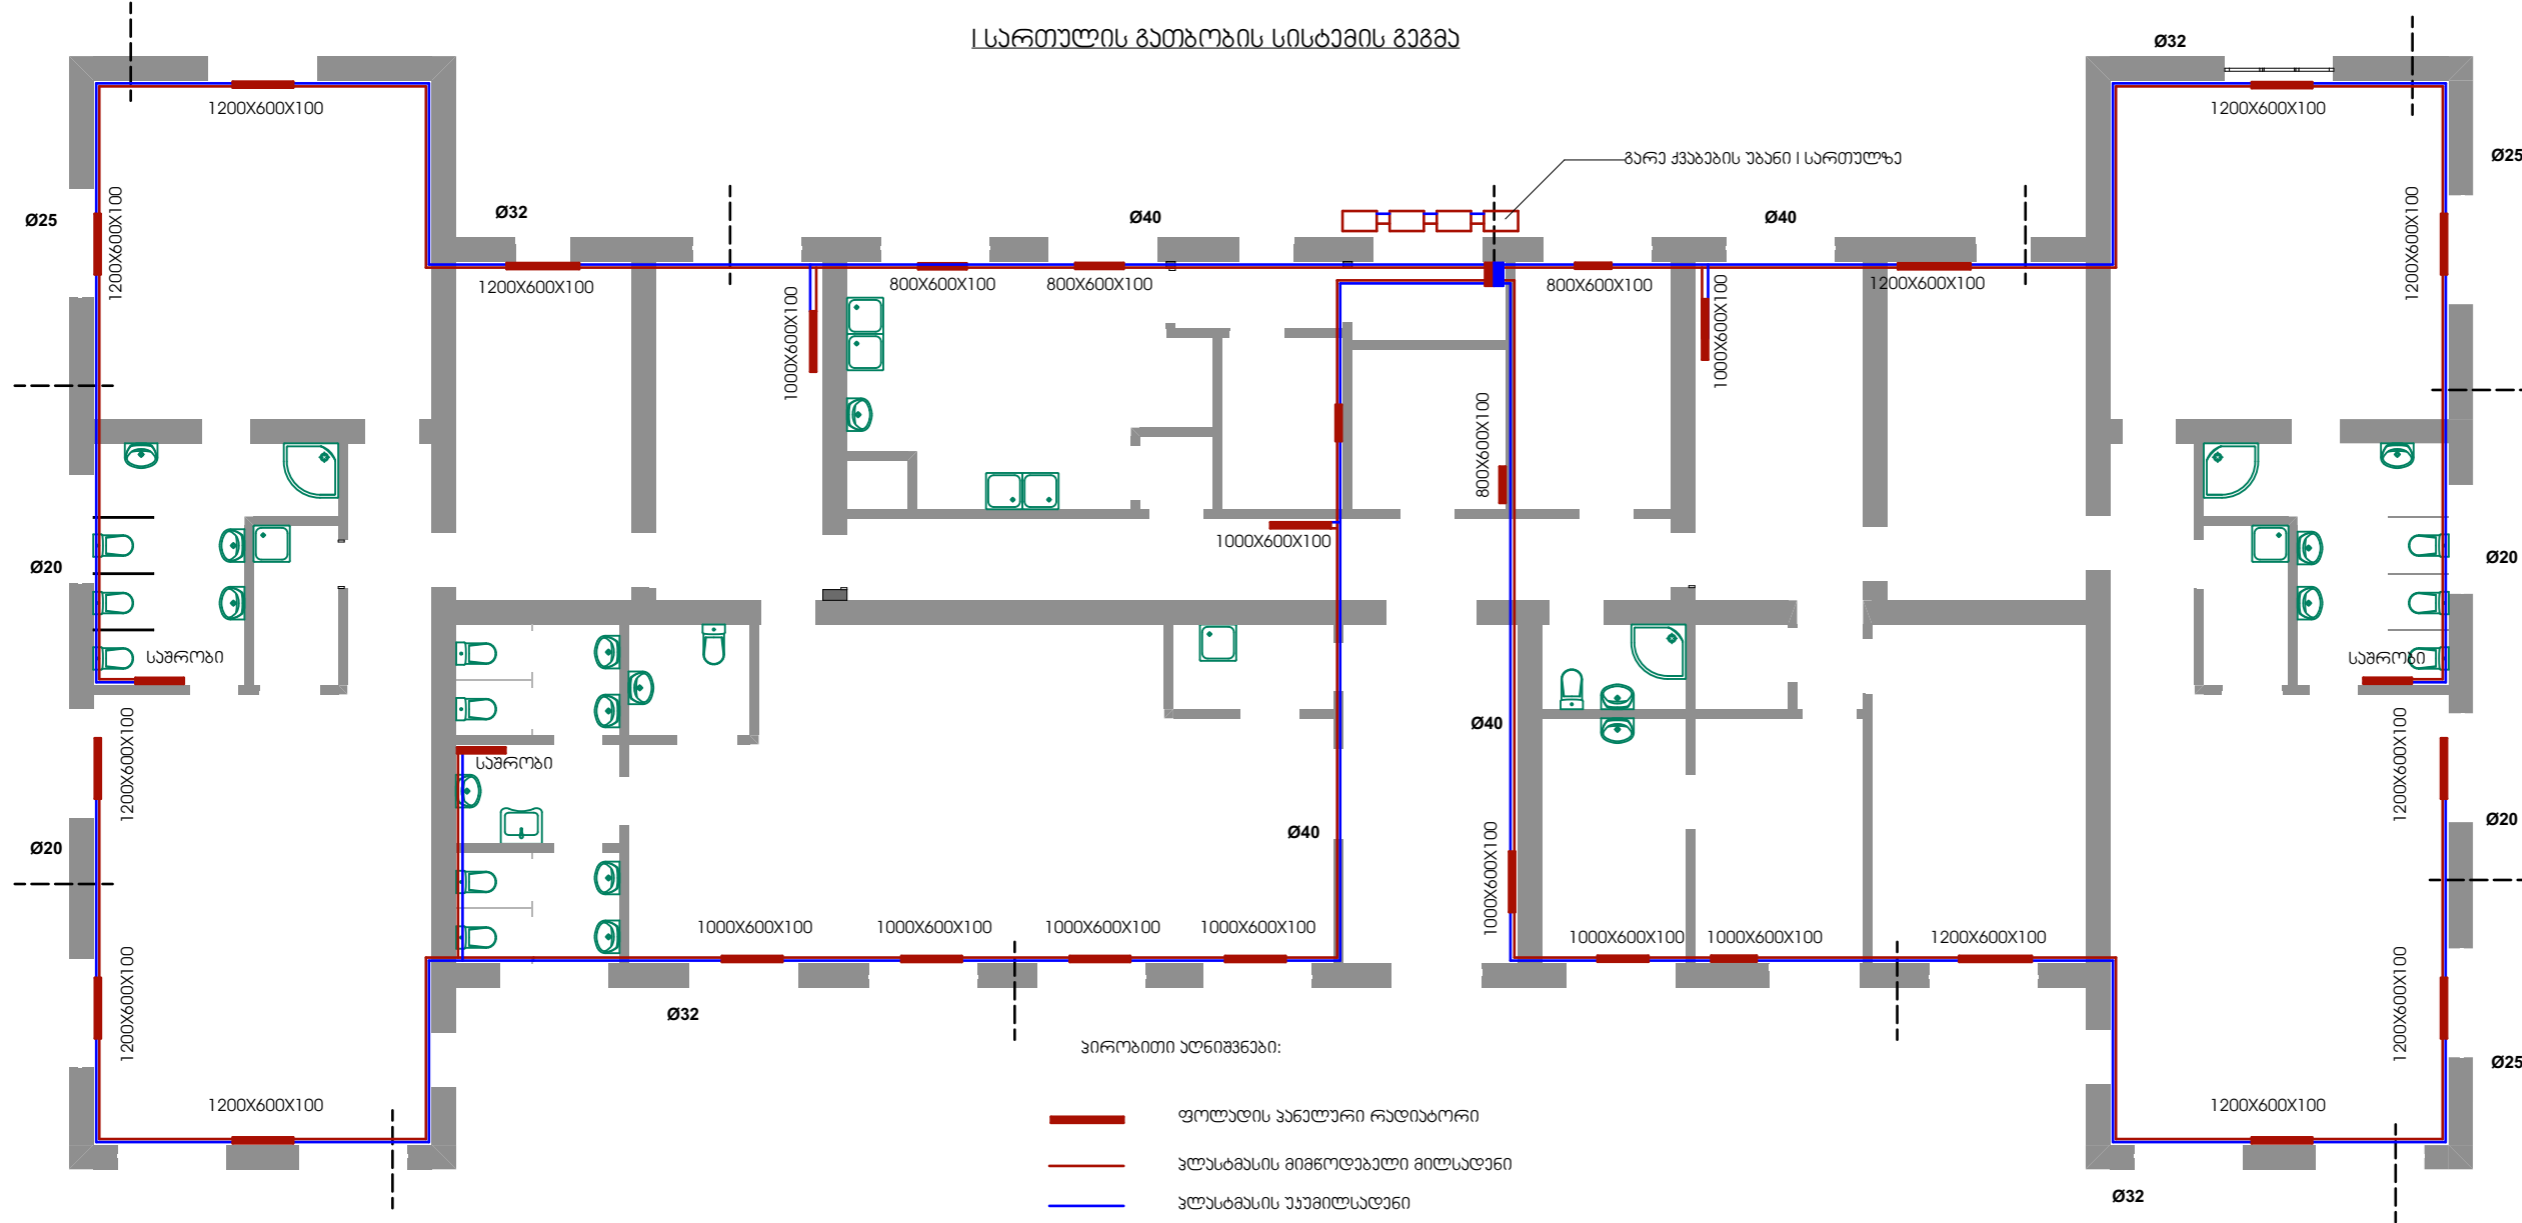 I სართულის გათბობის სისტემის გეგმა
Ø32
1200X600X100
1200X600X100
გარე ქვაბების უბანი I სართულზე
Ø25
Ø25
1200X600X100
1200X600X100
Ø32
Ø40
Ø40
1200X600X100
800X600X100
800X600X100
800X600X100
1200X600X100
1000X600X100
1000X600X100
800X600X100
1000X600X100
Ø20
Ø20
საშრობი
საშრობი
1200X600X100
1200X600X100
Ø40
საშრობი
Ø20
Ø40
Ø20
1000X600X100
1000X600X100
1000X600X100
1000X600X100
1000X600X100
1000X600X100
1000X600X100
1200X600X100
1200X600X100
1200X600X100
Ø32
პირობითი აღნიშვნები:
Ø25
1200X600X100
1200X600X100
ფოლადის პანელური რადიატორი
პლასტმასის მიმწოდებელი მილსადენი
Ø32
პლასტმასის უკუმილსადენი